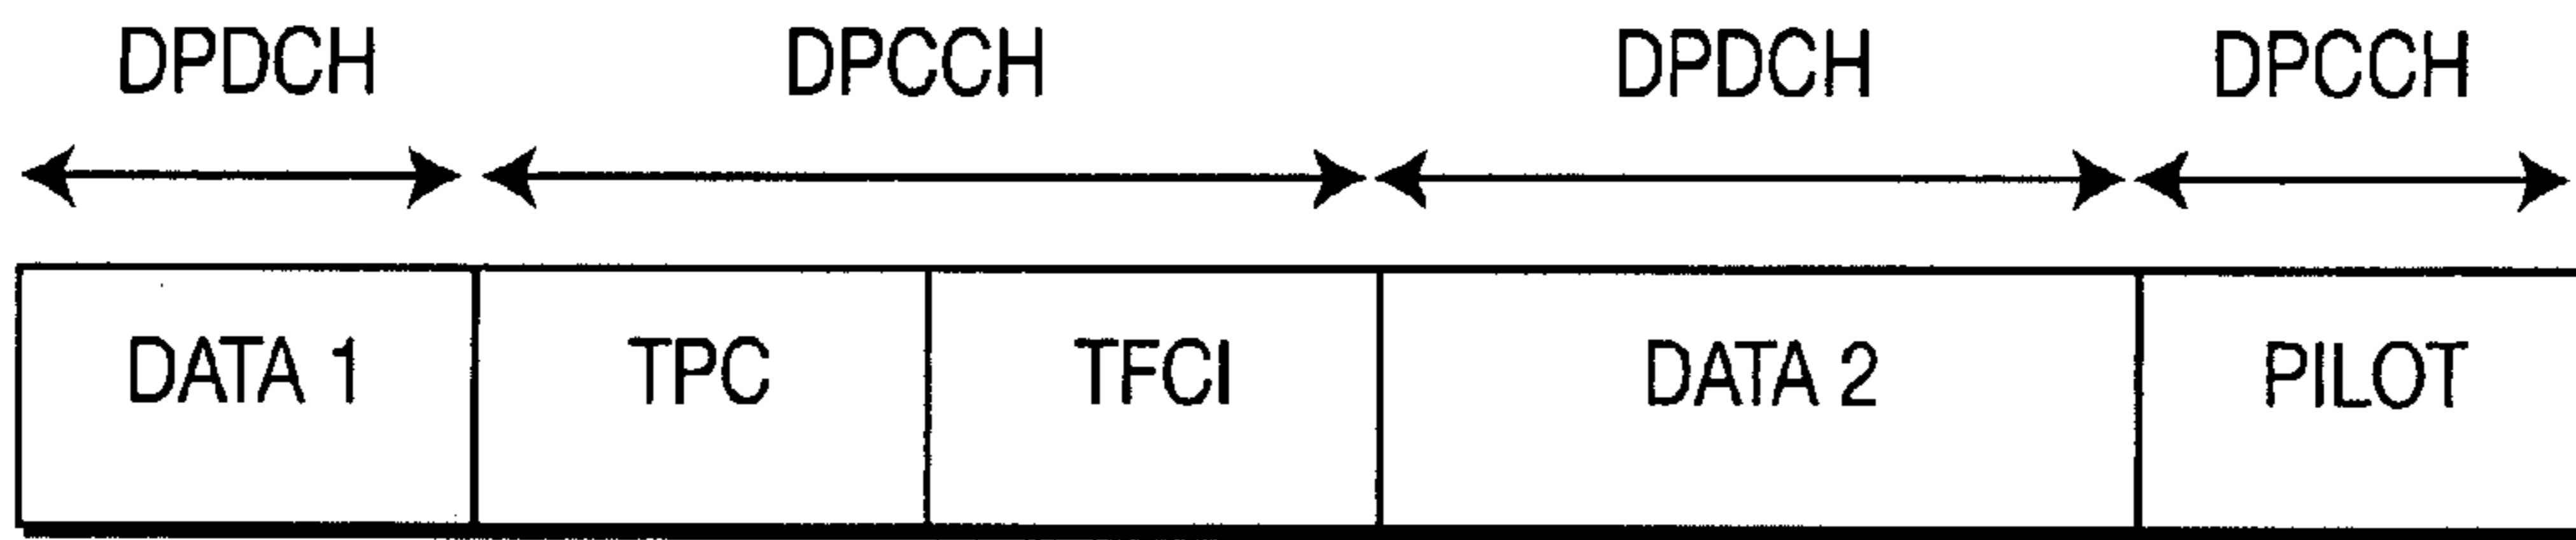 DPDCH DPCCH DPDCH DPCCH
DATA 1 TPC TFCI DATA 2 PILOT